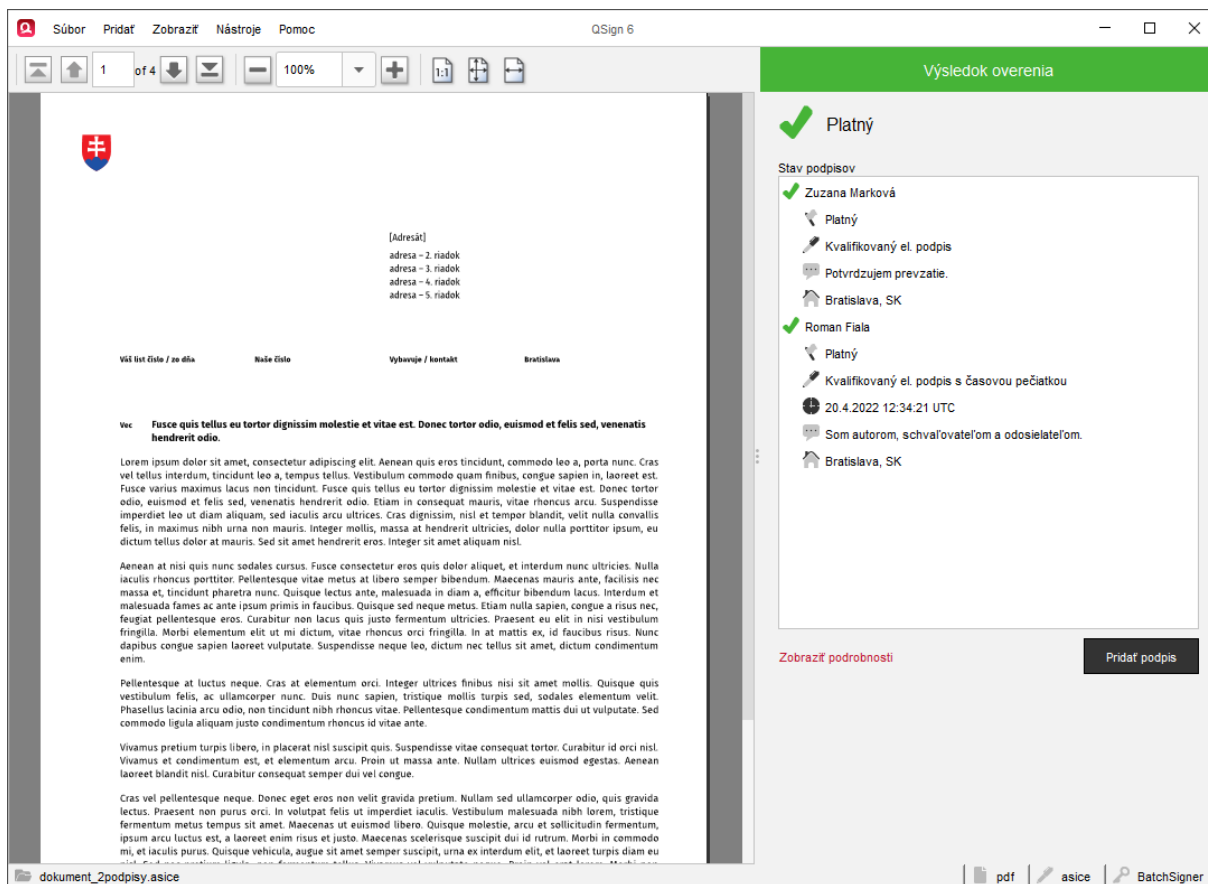 Súbor Pridať Zobraziť Nástroje Pomoc QSign 6
1 of 4 100% 1:1
Výsledok overenia
Platný
Stav podpisov
Zuzana Marková
Platný
Kvalifikovaný el. podpis
Potvrdzujem prevzatie.
Bratislava, SK
Roman Fiala
Platný
Kvalifikovaný el. podpis s časovou pečiatkou
20.4.2022 12:34:21 UTC
Som autorom, schvaľovateľom a odosielateľom.
Bratislava, SK
Zobraziť podrobnosti
Pridať podpis
[Adresát]
adresa – 2. riadok
adresa – 3. riadok
adresa – 4. riadok
adresa – 5. riadok
Váš list číslo / zo dňa Naše číslo Vybavuje / kontakt Bratislava
Vec Fusce quis tellus eu tortor dignissim molestie et vitae est. Donec tortor odio, euismod et felis sed, venenatis
hendrerit odio.
Lorem ipsum dolor sit amet, consectetur adipiscing elit. Aenean quis eros tincidunt, commodo leo a, porta nunc. Cras
vel tellus interdum, tincidunt leo a, tempus tellus. Vestibulum commodo quam finibus, congue sapien in, laoreet est.
Fusce varius maximus lacus non tincidunt. Fusce quis tellus eu tortor dignissim molestie et vitae est. Donec tortor
odio, euismod et felis sed, venenatis hendrerit odio. Etiam in consequat mauris, vitae rhoncus arcu. Suspendisse
imperdiet leo ut diam aliquam, sed iaculis arcu ultrices. Cras dignissim, nisl et tempor blandit, velit nulla convallis
felis, in maximus nibh urna non mauris. Integer mollis, massa at hendrerit ultricies, dolor nulla porttitor ipsum, eu
dictum tellus dolor at mauris. Sed sit amet hendrerit eros. Integer sit amet aliquam nisl.
Aenean at nisi quis nunc sodales cursus. Fusce consectetur eros quis dolor aliquet, et interdum nunc ultricies. Nulla
iaculis rhoncus porttitor. Pellentesque vitae metus at libero semper bibendum. Maecenas mauris ante, facilisis nec
massa et, tincidunt pharetra nunc. Quisque lectus ante, malesuada in diam a, efficitur bibendum lacus. Interdum et
malesuada fames ac ante ipsum primis in faucibus. Quisque sed neque metus. Etiam nulla sapien, congue a risus nec,
feugiat pellentesque eros. Curabitur non lacus quis justo fermentum ultricies. Praesent eu elit in nisi vestibulum
fringilla. Morbi elementum elit ut mi dictum, vitae rhoncus orci fringilla. In at mattis ex, id faucibus risus. Nunc
dapibus congue sapien laoreet vulputate. Suspendisse neque leo, dictum nec tellus sit amet, dictum condimentum
enim.
Pellentesque at luctus neque. Cras at elementum orci. Integer ultrices finibus nisi sit amet mollis. Quisque quis
vestibulum felis, ac ullamcorper nunc. Duis nunc sapien, tristique mollis turpis sed, sodales elementum velit.
Phasellus lacinia arcu odio, non tincidunt nibh rhoncus vitae. Pellentesque condimentum mattis dui ut vulputate. Sed
commodo ligula aliquam justo condimentum rhoncus id vitae ante.
Vivamus pretium turpis libero, in placerat nisl suscipit quis. Suspendisse vitae consequat tortor. Curabitur id orci nisl.
Vivamus et condimentum est, et elementum arcu. Proin ut massa ante. Nullam ultrices euismod egestas. Aenean
laoreet blandit nisl. Curabitur consequat semper dui vel congue.
Cras vel pellentesque neque. Donec eget eros non velit gravida pretium. Nullam sed ullamcorper odio, quis gravida
lectus. Praesent non purus orci. In volutpat felis ut imperdiet iaculis. Vestibulum malesuada nibh lorem, tristique
fermentum metus tempus sit amet. Maecenas ut euismod libero. Quisque molestie, arcu et sollicitudin fermentum,
ipsum arcu luctus est, a laoreet enim risus et justo. Maecenas scelerisque suscipit dui id rutrum. Morbi in commodo
mi, et iaculis purus. Quisque vehicula, augue sit amet semper suscipit, urna ex interdum elit, et laoreet turpis diam eu
dokument_2podpisy.asice pdf asice BatchSigner